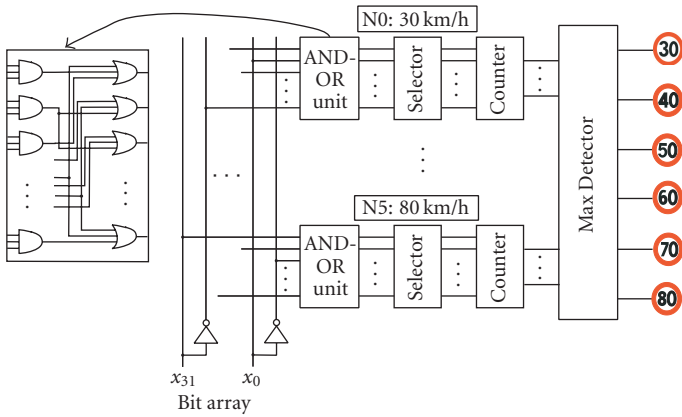 N0: 30 km/h
AND-
OR
unit
Selector
Counter
Max Detector
30
40
50
60
70
80
N5: 80 km/h
AND-
OR
unit
Selector
Counter
x31
x0
Bit array